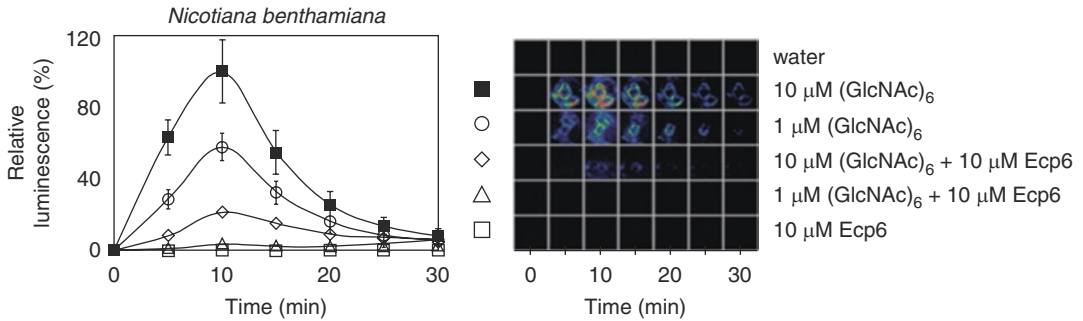 Nicotiana benthamiana
Relative
luminescence (%)
120
80
40
0
0 10 20 30
Time (min)
water
10 μM (GlcNAc)6
1 μM (GlcNAc)6
10 μM (GlcNAc)6 + 10 μM Ecp6
1 μM (GlcNAc)6 + 10 μM Ecp6
10 μM Ecp6
0 10 20 30
Time (min)